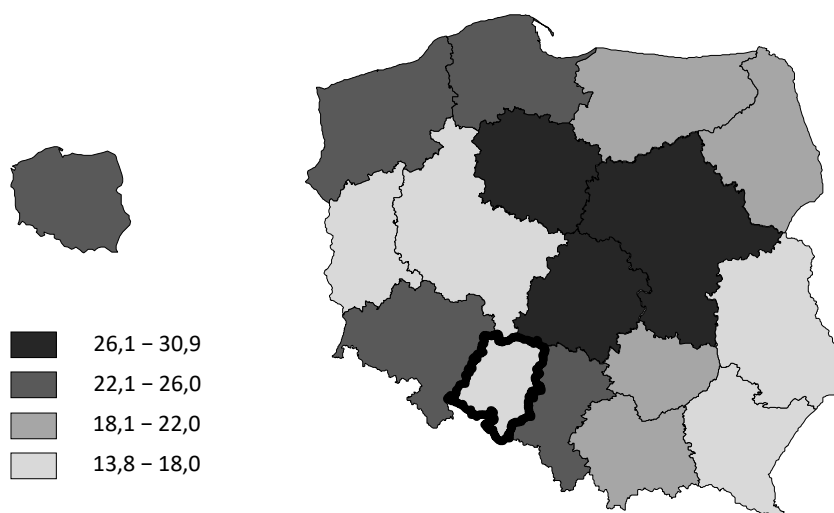 26,1 – 30,9
22,1 – 26,0
18,1 – 22,0
13,8 – 18,0